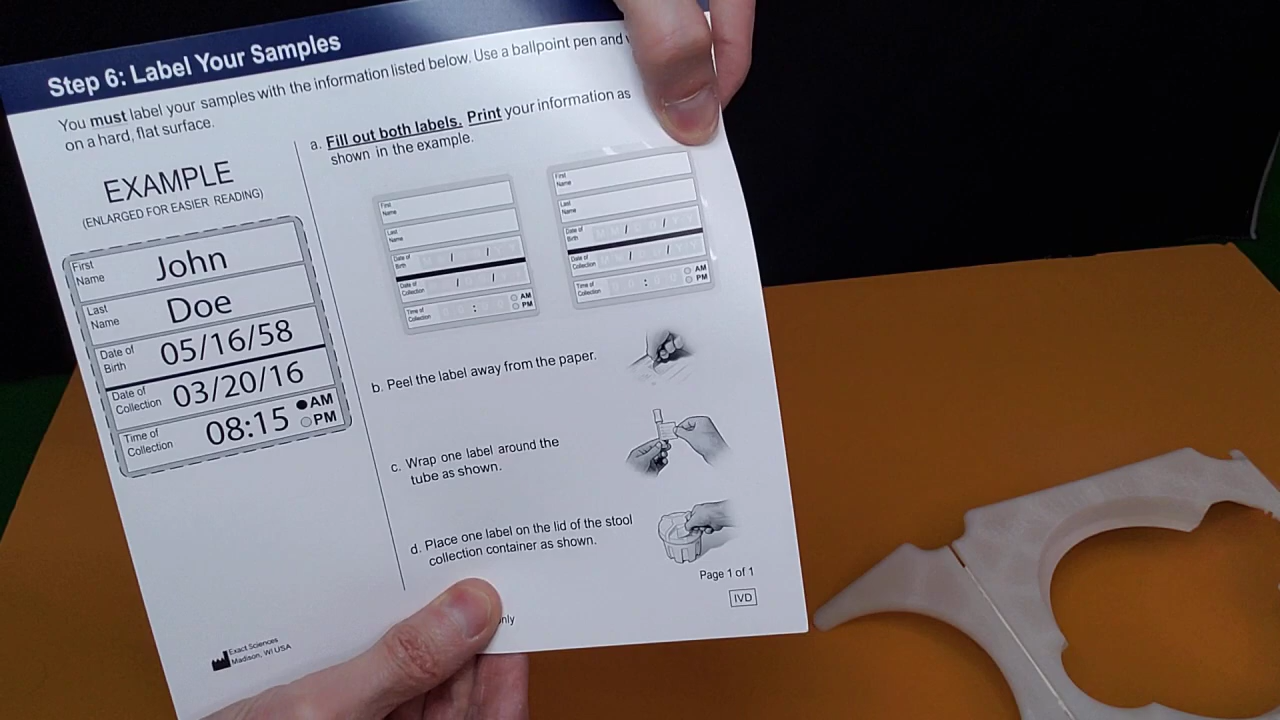 Step 6: Label Your Samples
You must label your samples with the information listed below. Use a ballpoint pen and
on a hard, flat surface.
EXAMPLE
(ENLARGED FOR EASIER READING)
First
Name
John
Last
Name
Doe
Date of
Birth
05/16/58
Date of
Collection
03/20/16
Time of
Collection
08:15
AM
PM
a. Fill out both labels. Print your information as
shown in the example.
First
Name
Last
Name
Date of
Birth
/ /
Date of
Collection
/ /
Time of
Collection
:
AM
PM
First
Name
Last
Name
Date of
Birth
/ /
Date of
Collection
/ /
Time of
Collection
:
AM
PM
b. Peel the label away from the paper.
c. Wrap one label around the
tube as shown.
d. Place one label on the lid of the stool
collection container as shown.
Page 1 of 1
IVD
Exact Sciences
Madison, WI USA